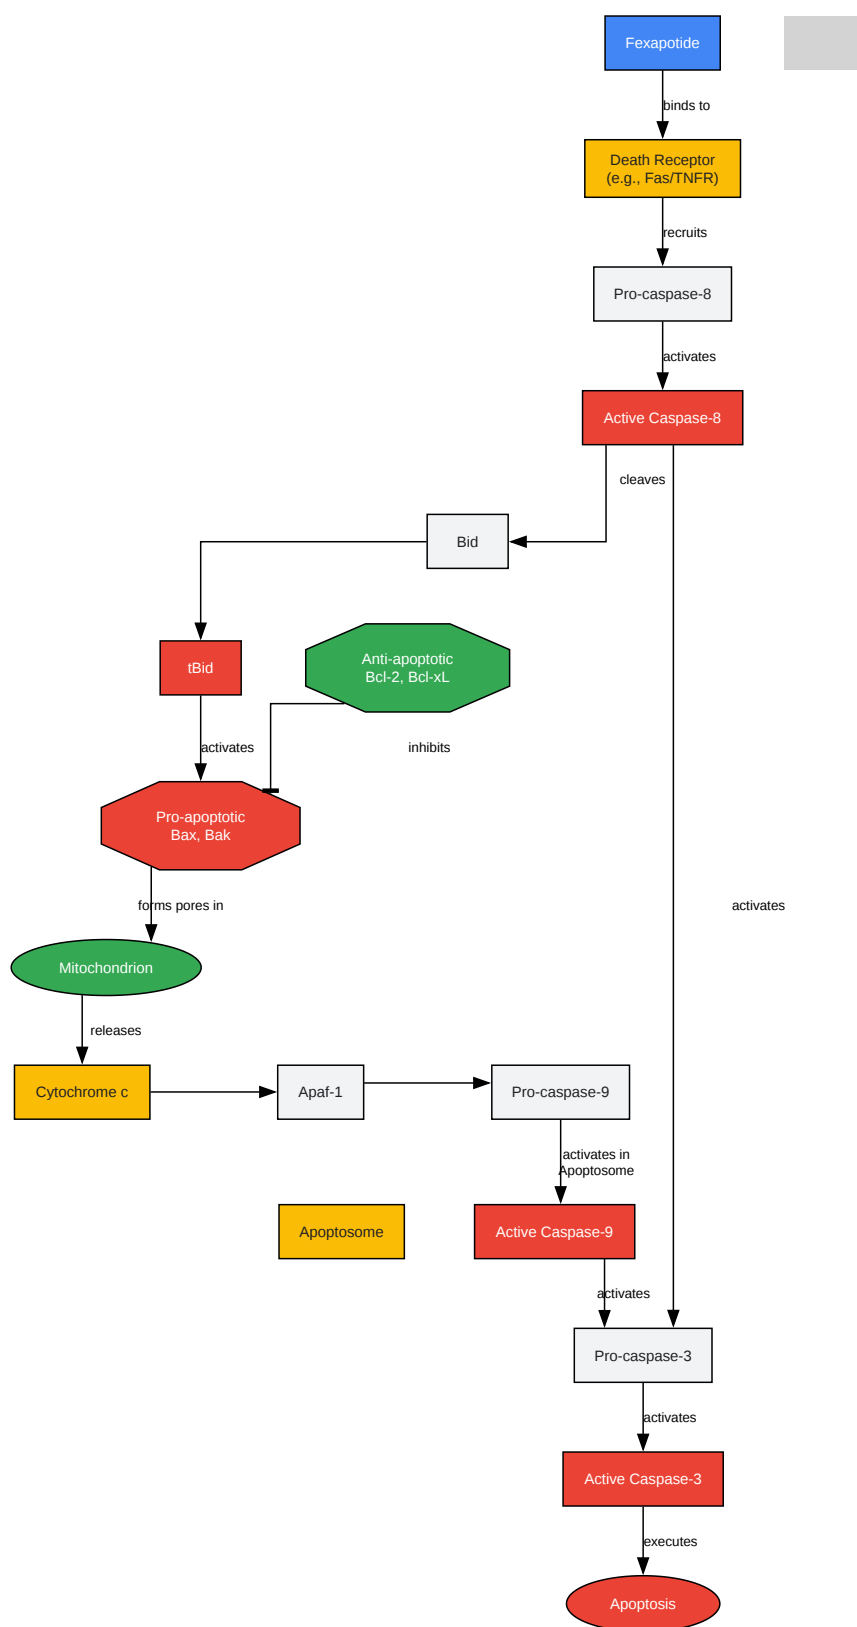 Fexapotide
binds to
Death Receptor
(e.g., Fas/TNFR)
recruits
Pro-caspase-8
activates
Active Caspase-8
cleaves
Bid
tBid
Anti-apoptotic
Bcl-2, Bcl-xL
activates
inhibits
Pro-apoptotic
Bax, Bak
forms pores in
activates
Mitochondrion
releases
Cytochrome c
Apaf-1
Pro-caspase-9
activates in
Apoptosome
Apoptosome
Active Caspase-9
activates
Pro-caspase-3
activates
Active Caspase-3
executes
Apoptosis